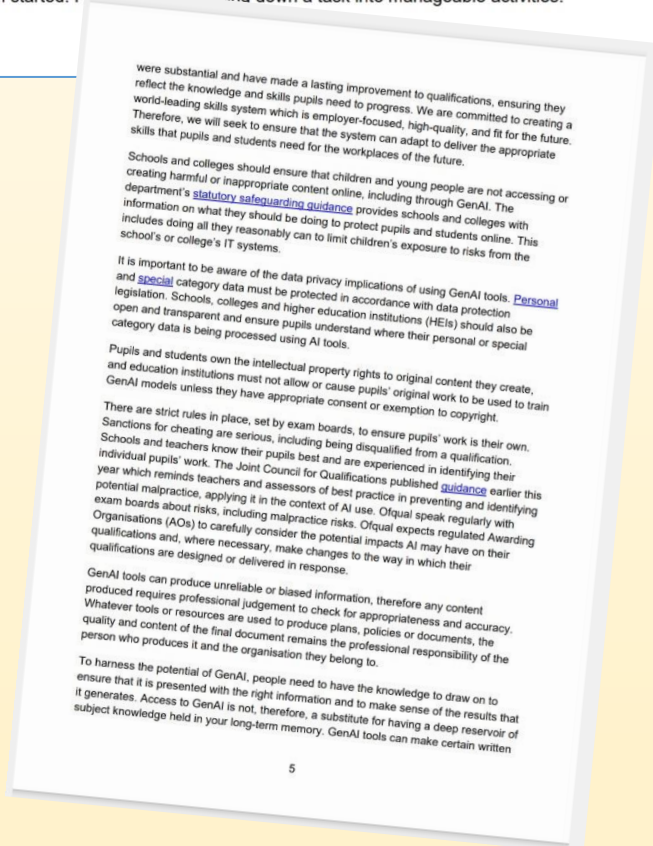 started.
down a task into manageable activities.
were substantial and have made a lasting improvement to qualifications, ensuring they
reflect the knowledge and skills pupils need to progress. We are committed to creating a
world-leading skills system which is employer-focused, high-quality, and fit for the future.
Therefore, we will seek to ensure that the system can adapt to deliver the appropriate
skills that pupils and students need for the workplaces of the future.
Schools and colleges should ensure that children and young people are not accessing or
creating harmful or inappropriate content online, including through GenAI. The
department's statutory safeguarding guidance provides schools and colleges with
information on what they should be doing to protect pupils and students online. This
includes doing all they reasonably can to limit children's exposure to risks from the
school's or college's IT systems.
It is important to be aware of the data privacy implications of using GenAI tools. Personal
and special category data must be protected in accordance with data protection
legislation. Schools, colleges and higher education institutions (HEIs) should also be
open and transparent and ensure pupils understand where their personal or special
category data is being processed using AI tools.
Pupils and students own the intellectual property rights to original content they create,
and education institutions must not allow or cause pupils' original work to be used to train
GenAI models unless they have appropriate consent or exemption to copyright.
There are strict rules in place, set by exam boards, to ensure pupils' work is their own.
Sanctions for cheating are serious, including being disqualified from a qualification.
Schools and teachers know their pupils best and are experienced in identifying their
individual pupils' work. The Joint Council for Qualifications published guidance earlier this
year which reminds teachers and assessors of best practice in preventing and identifying
potential malpractice, applying it in the context of AI use. Ofqual speak regularly with
exam boards about risks, including malpractice risks. Ofqual expects regulated Awarding
Organisations (AOs) to carefully consider the potential impacts AI may have on their
qualifications and, where necessary, make changes to the way in which their
qualifications are designed or delivered in response.
GenAI tools can produce unreliable or biased information, therefore any content
produced requires professional judgement to check for appropriateness and accuracy.
Whatever tools or resources are used to produce plans, policies or documents, the
quality and content of the final document remains the professional responsibility of the
person who produces it and the organisation they belong to.
To harness the potential of GenAI, people need to have the knowledge to draw on to
ensure that it is presented with the right information and to make sense of the results that
it generates. Access to GenAI is not, therefore, a substitute for having a deep reservoir of
subject knowledge held in your long-term memory. GenAI tools can make certain written
5